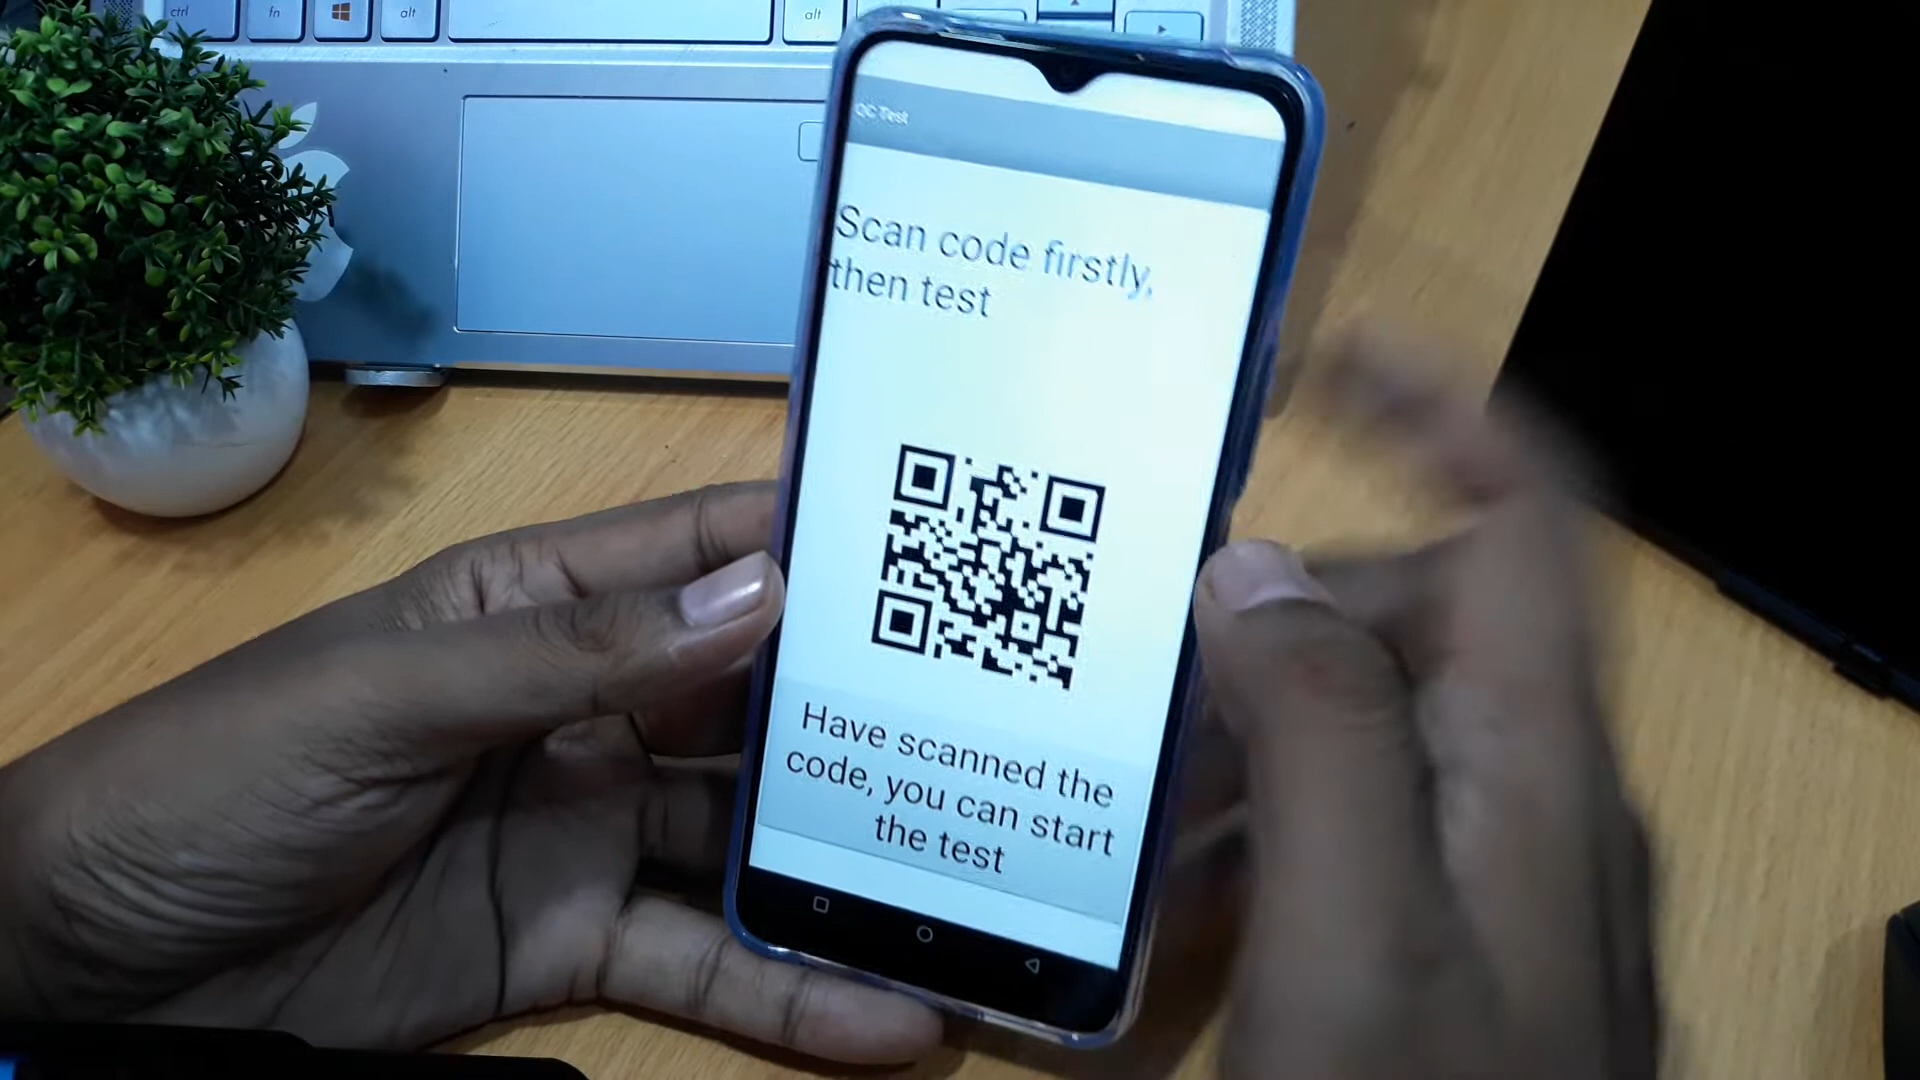 ctrl
fn
alt
alt
QC Test
Scan code firstly,
then test
Have scanned the
code, you can start
the test